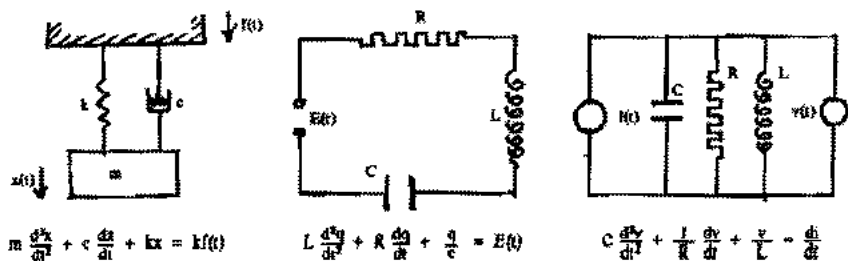 f(t)
k
c
m
x(t)
R
E(t)
L
C
I(t)
C
R
L
v(t)
m d²x/dt² + c dx/dt + kx = kf(t)
L d²q/dt² + R dq/dt + q/c = E(t)
C d²v/dt² + 1/R dv/dt + v/L = di/dt